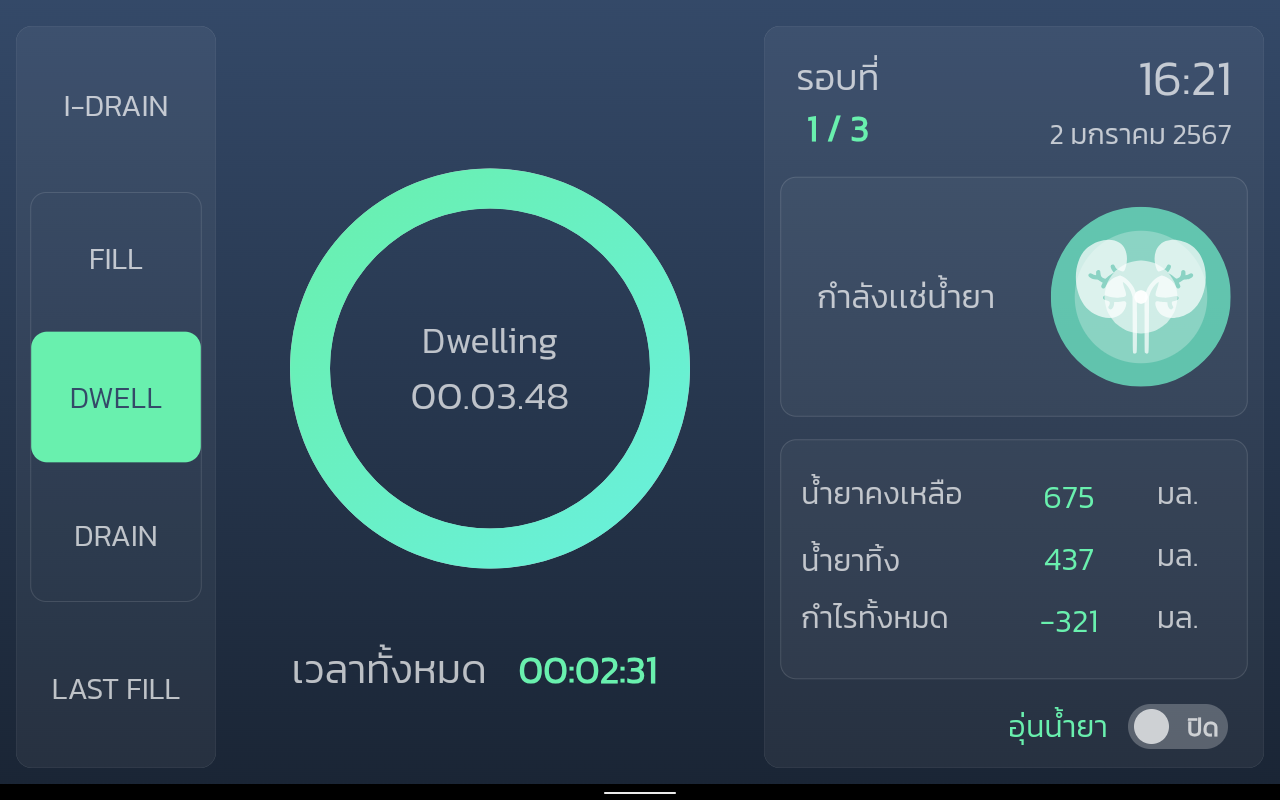 I-DRAIN
FILL
DWELL
DRAIN
LAST FILL
Dwelling
00.03.48
เวลาทั้งหมด 00:02:31
รอบที่ 16:21
1 / 3 2 มกราคม 2567
กำลังแช่น้ำยา
น้ำยาคงเหลือ 675 มล.
น้ำยาทิ้ง 437 มล.
กำไรทั้งหมด -321 มล.
อุ่นน้ำยา ปิด